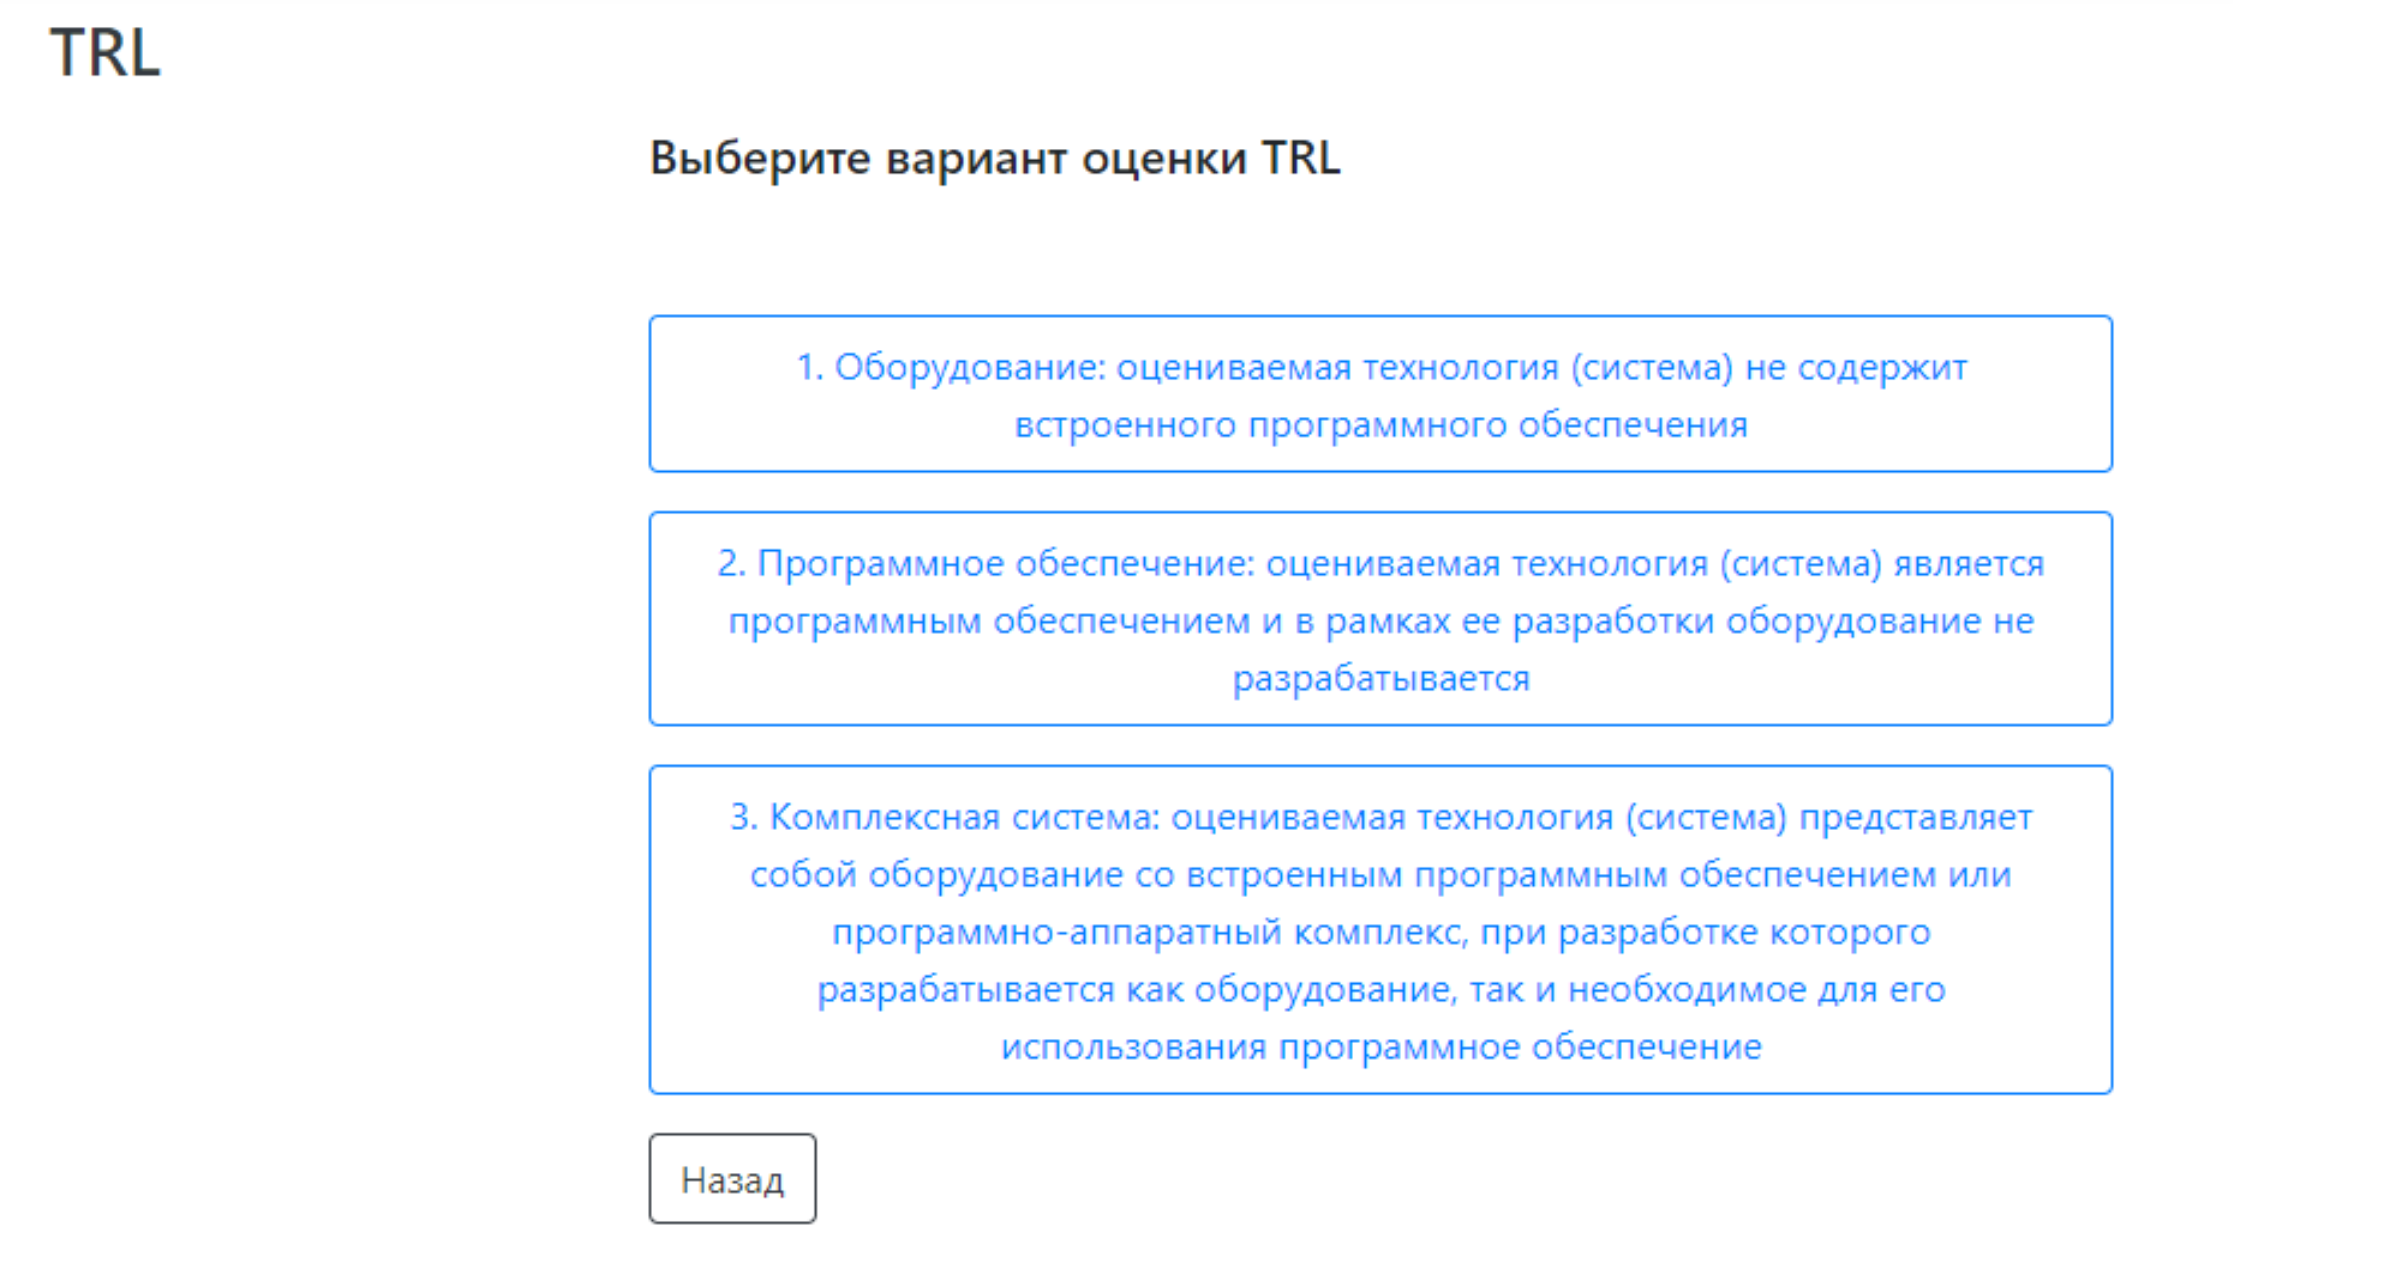 TRL
Выберите вариант оценки TRL
1. Оборудование: оцениваемая технология (система) не содержит
встроенного программного обеспечения
2. Программное обеспечение: оцениваемая технология (система) является
программным обеспечением и в рамках ее разработки оборудование не
разрабатывается
3. Комплексная система: оцениваемая технология (система) представляет
собой оборудование со встроенным программным обеспечением или
программно-аппаратный комплекс, при разработке которого
разрабатывается как оборудование, так и необходимое для его
использования программное обеспечение
Назад